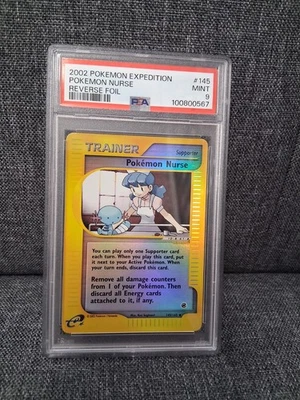 2002 POKEMON EXPEDITION #145
POKEMON NURSE MINT
REVERSE FOIL 9
PSA 100800567
TRAINER Supporter
Pokémon Nurse
You can play only one Supporter card
each turn. When you play this card, put
it next to your Active Pokémon. When
your turn ends, discard this card.
Remove all damage counters
from 1 of your Pokémon. Then
discard all Energy cards
attached to it, if any.
e